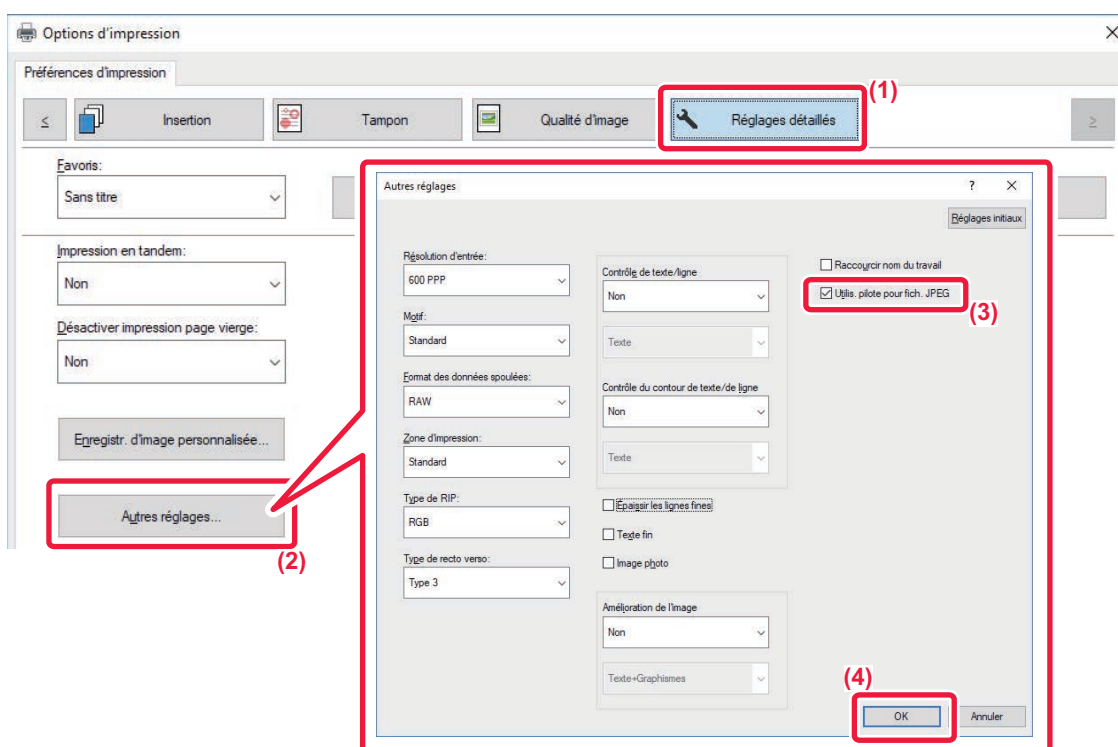 Options d'impression
Préférences d'impression
(1)
<
Insertion
Tampon
Qualité d'image
Réglages détaillés
>
Favoris:
Sans titre
Impression en tandem:
Non
Désactiver impression page vierge:
Non
Enregistr. d'image personnalisée...
Autres réglages...
(2)
Autres réglages
?
Réglages initiaux
Résolution d'entrée:
600 PPP
Motif:
Standard
Format des données spoulées:
RAW
Zone d'impression:
Standard
Type de RIP:
RGB
Type de recto verso:
Type 3
Contrôle de texte/ligne
Non
Texte
Contrôle du contour de texte/de ligne
Non
Texte
Épaissir les lignes fines
Texte fin
Image photo
Amélioration de l'image
Non
Texte+Graphismes
Raccourcir nom du travail
Utilis. pilote pour fich. JPEG
(3)
(4)
OK
Annuler